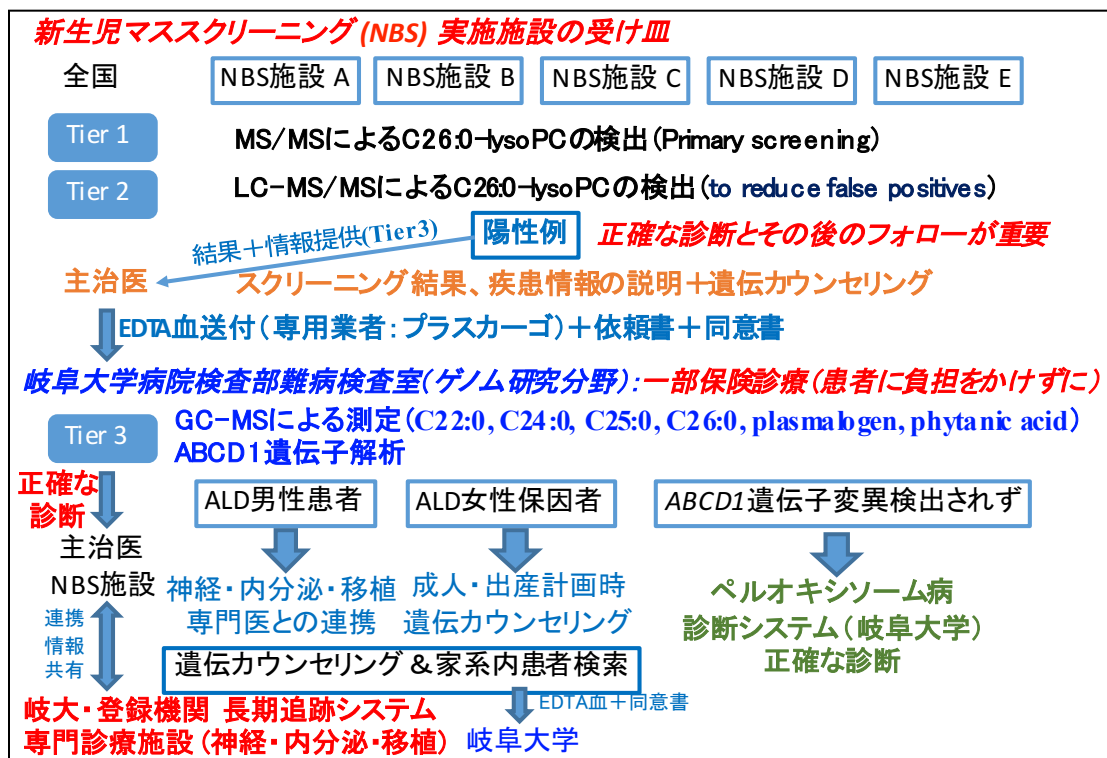 新生児マススクリーニング(NBS) 実施施設の受け皿
全国
NBS施設 A
NBS施設 B
NBS施設 C
NBS施設 D
NBS施設 E
Tier 1
MS/MSによるC26:0-lysoPCの検出(Primary screening)
Tier 2
LC-MS/MSによるC26:0-lysoPCの検出(to reduce false positives)
結果＋情報提供(Tier3)
陽性例
正確な診断とその後のフォローが重要
主治医
スクリーニング結果、疾患情報の説明＋遺伝カウンセリング
EDTA血送付(専用業者：プラスカーゴ)＋依頼書＋同意書
岐阜大学病院検査部難病検査室(ゲノム研究分野)：一部保険診療(患者に負担をかけずに)
Tier 3
GC-MSによる測定(C22:0, C24:0, C25:0, C26:0, plasmalogen, phytanic acid)
ABCD1遺伝子解析
正確な
診断
ALD男性患者
ALD女性保因者
ABCD1遺伝子変異検出されず
主治医
NBS施設
神経・内分泌・移植
専門医との連携
成人・出産計画時
遺伝カウンセリング
ペルオキシソーム病
診断システム(岐阜大学)
正確な診断
連携
情報
共有
遺伝カウンセリング ＆家系内患者検索
EDTA血＋同意書
岐大・登録機関 長期追跡システム
専門診療施設(神経・内分泌・移植)
岐阜大学